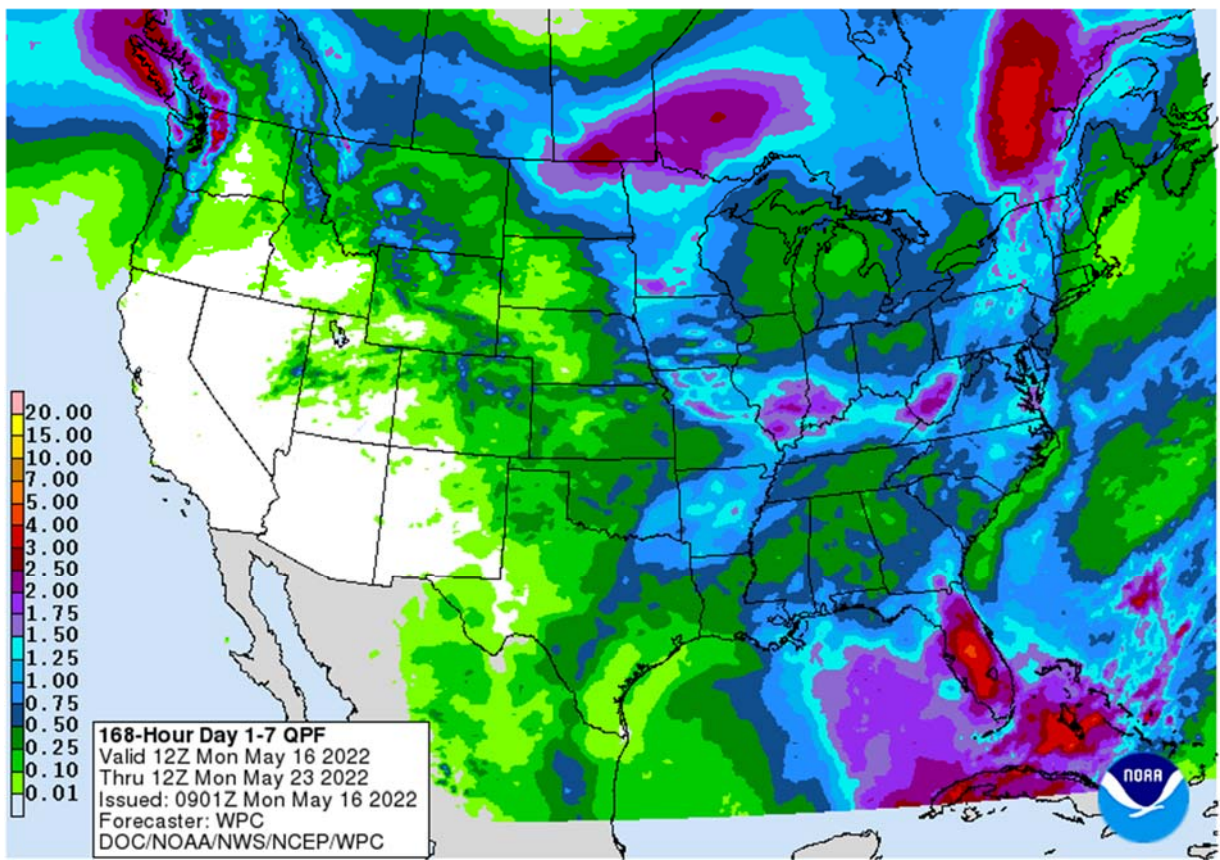 20.00
15.00
10.00
7.00
5.00
4.00
3.00
2.50
2.00
1.75
1.50
1.25
1.00
0.75
0.50
0.25
0.10
0.01
168-Hour Day 1-7 QPF
Valid 12Z Mon May 16 2022
Thru 12Z Mon May 23 2022
Issued: 0901Z Mon May 16 2022
Forecaster: WPC
DOC/NOAA/NWS/NCEP/WPC
NOAA